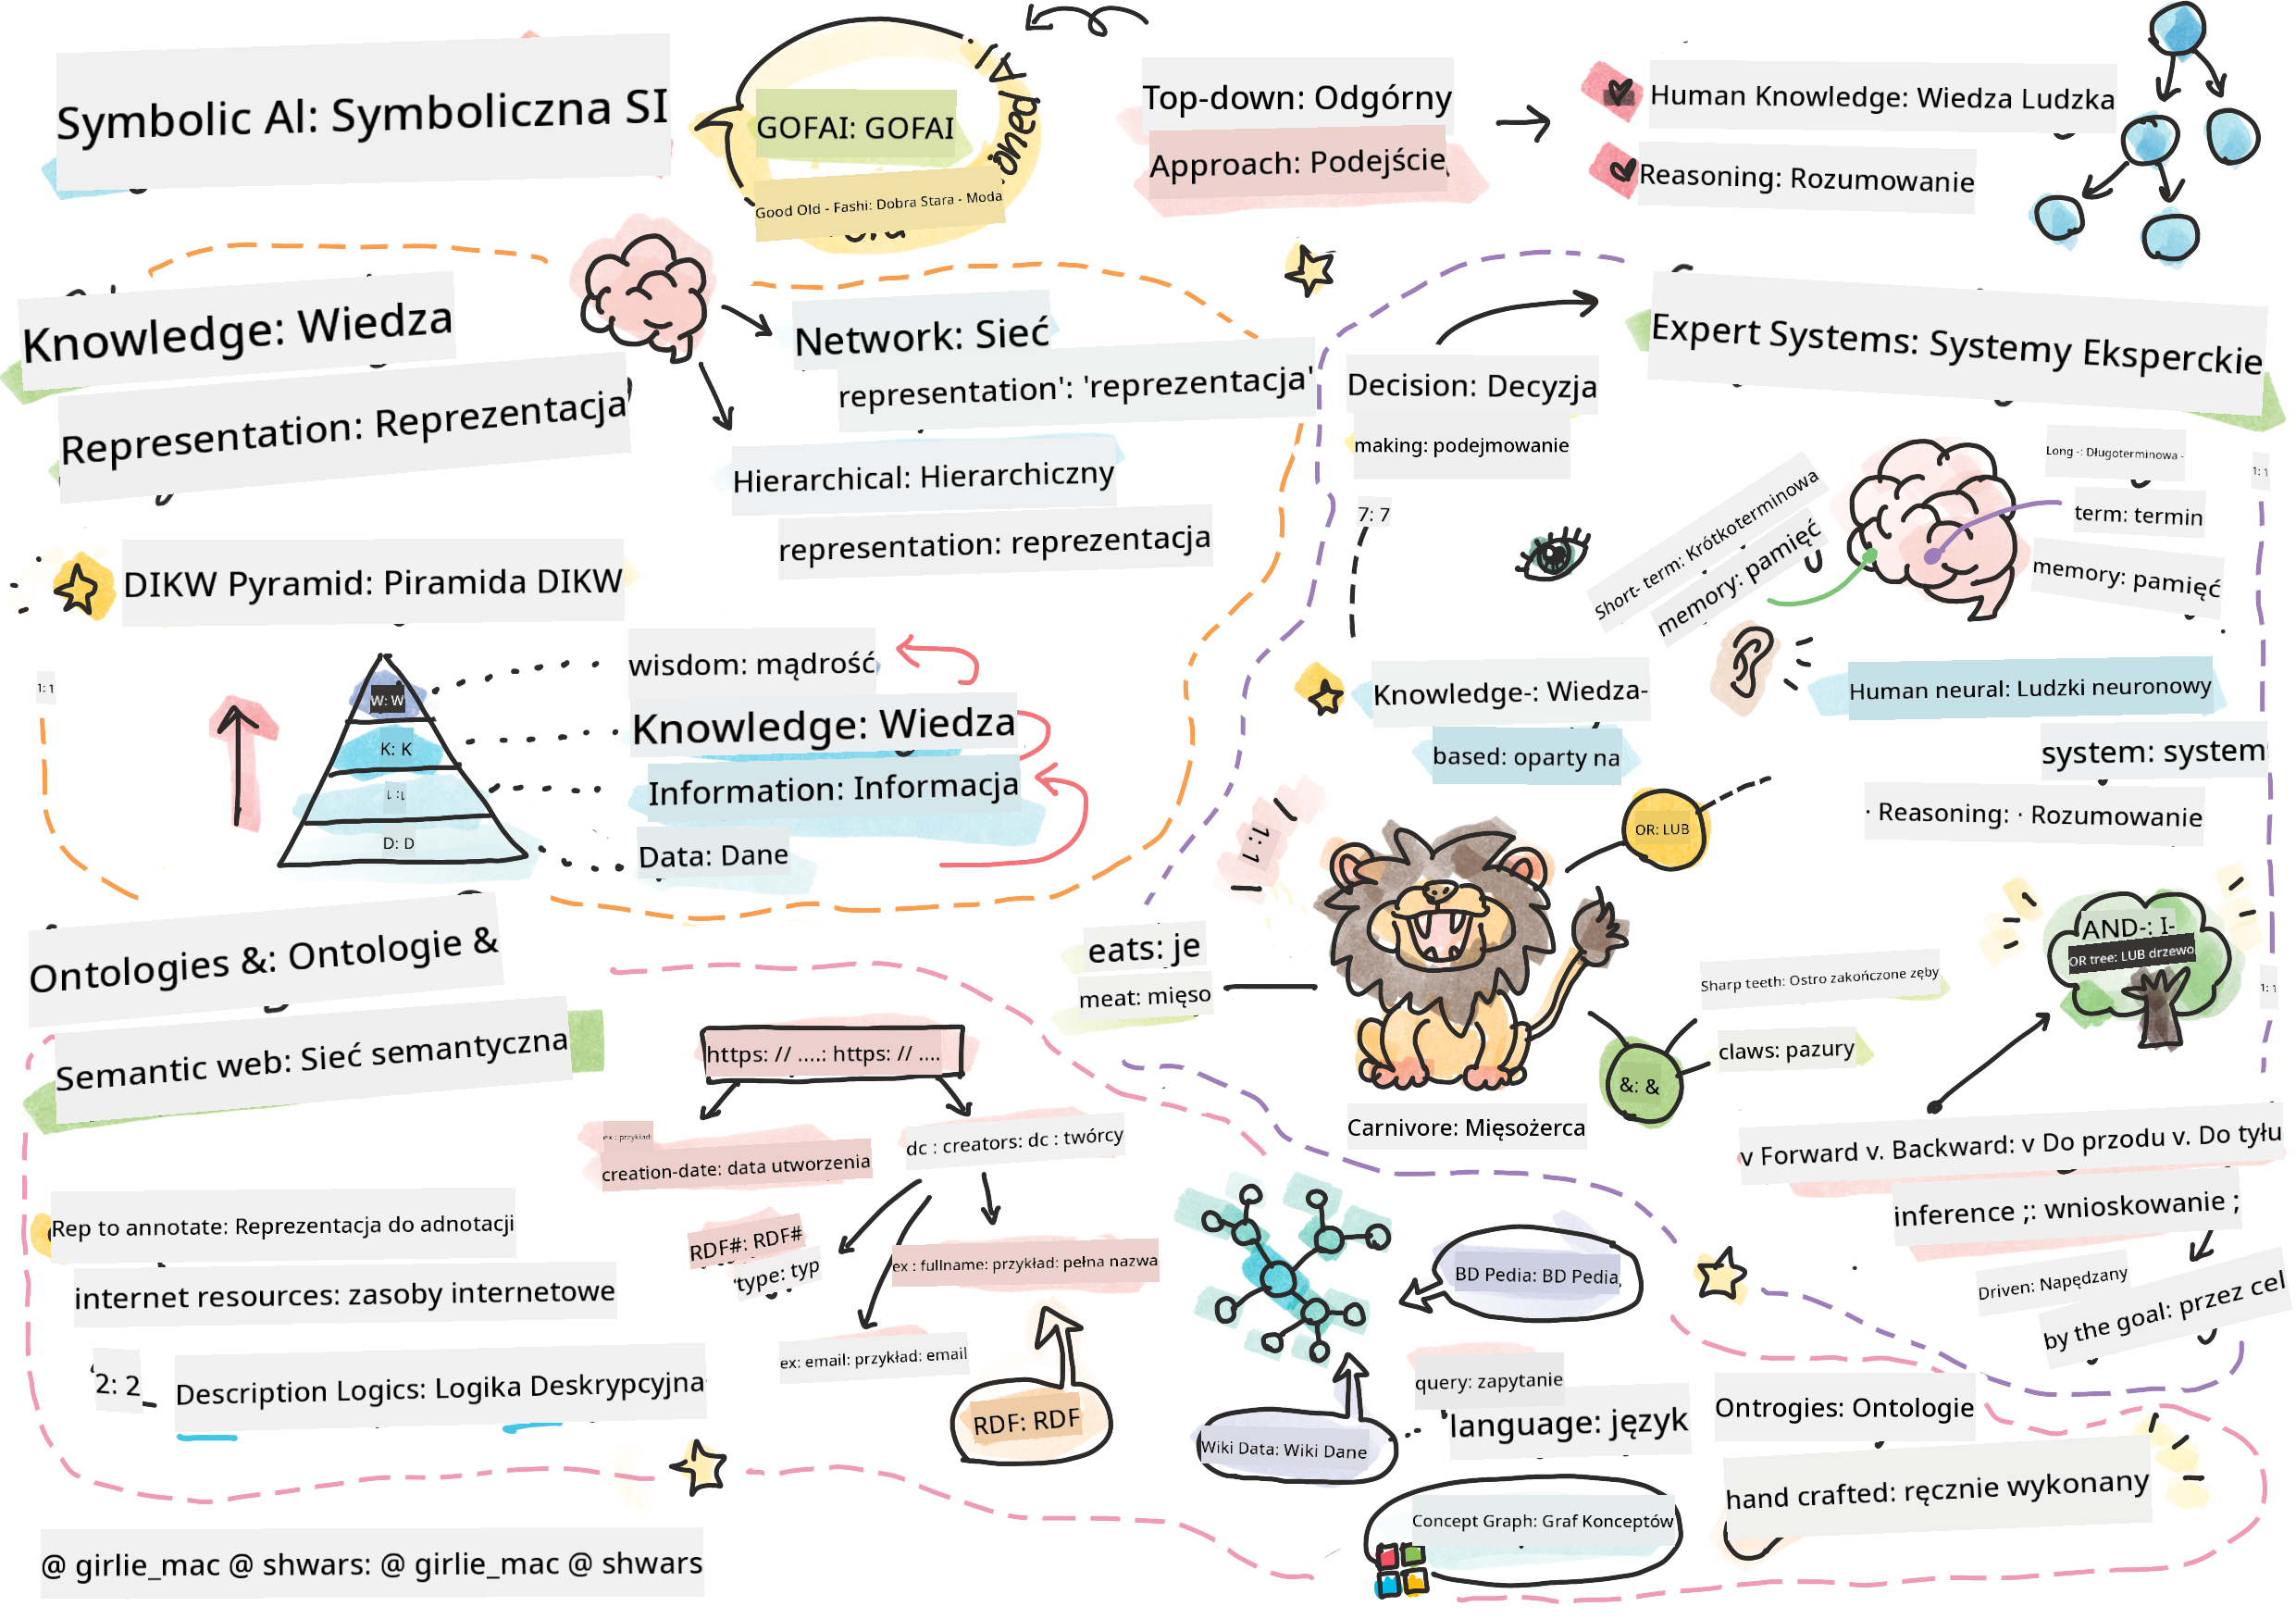 Symbolic AI: Symboliczna SI
GOFAI: GOFAI
Good Old - Fashi: Dobra Stara - Moda
Top-down: Odgórny
Approach: Podejście
Human Knowledge: Wiedza Ludzka
Reasoning: Rozumowanie
Knowledge: Wiedza
Representation: Reprezentacja
Network: Sieć
representation': 'reprezentacja'
Hierarchical: Hierarchiczny
representation: reprezentacja
DIKW Pyramid: Piramida DIKW
1: 1
W: W
K: K
1: 1
D: D
wisdom: mądrość
Knowledge: Wiedza
Information: Informacja
Data: Dane
Expert Systems: Systemy Eksperckie
Decision: Decyzja
making: podejmowanie
7: 7
Short- term: Krótkoterminowa
memory: pamięć
Long -: Długoterminowa -
term: termin
memory: pamięć
1: 1
Knowledge-: Wiedza-
based: oparty na
Human neural: Ludzki neuronowy
system: system
· Reasoning: · Rozumowanie
1: 1
OR: LUB
eats: je
meat: mięso
Sharp teeth: Ostro zakończone zęby
claws: pazury
&: &
Carnivore: Mięsożerca
AND-: I-
OR tree: LUB drzewo
1: 1
v Forward v. Backward: v Do przodu v. Do tyłu
inference ;: wnioskowanie ;
Driven: Napędzany
by the goal: przez cel
Ontologies &: Ontologie &
Semantic web: Sieć semantyczna
https: // ....: https: // ....
ex : przykład
creation-date: data utworzenia
dc : creators: dc : twórcy
RDF#: RDF#
'type: typ
ex : fullname: przykład: pełna nazwa
ex: email: przykład: email
RDF: RDF
Rep to annotate: Reprezentacja do adnotacji
internet resources: zasoby internetowe
2: 2
Description Logics: Logika Deskrypcyjna
BD Pedia: BD Pedia
Wiki Data: Wiki Dane
query: zapytanie
language: język
Concept Graph: Graf Konceptów
Ontrogies: Ontologie
hand crafted: ręcznie wykonany
@ girlie_mac @ shwars: @ girlie_mac @ shwars